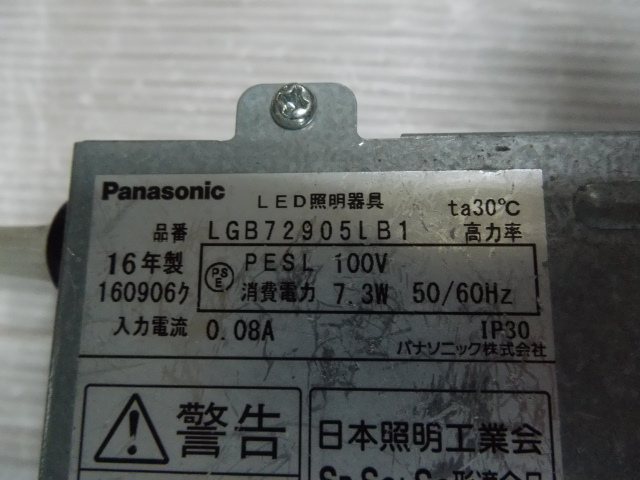 Panasonic LED照明器具 ta30℃
品番 LGB72905LB1 高力率
16年製 PS E PESL 100V
160906ク 消費電力 7.3W 50/60Hz
入力電流 0.08A IP30
パナソニック株式会社
警告 日本照明工業会